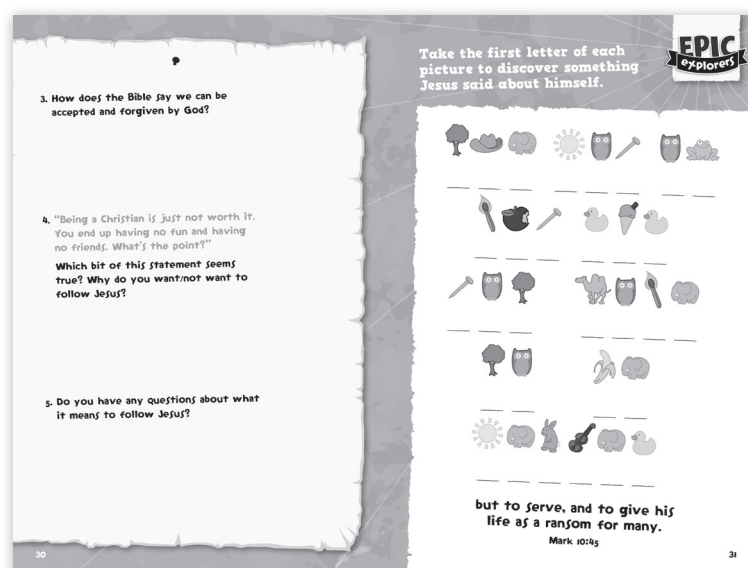 3. How does the Bible say we can be
accepted and forgiven by God?
4. "Being a Christian is just not worth it.
You end up having no fun and having
no friends. What's the point?"
Which bit of this statement seems
true? Why do you want/not want to
follow Jesus?
5. Do you have any questions about what
it means to follow Jesus?
30
EPIC
explorers
Take the first letter of each
picture to discover something
Jesus said about himself.
but to serve, and to give his
life as a ransom for many.
Mark 10:45
31